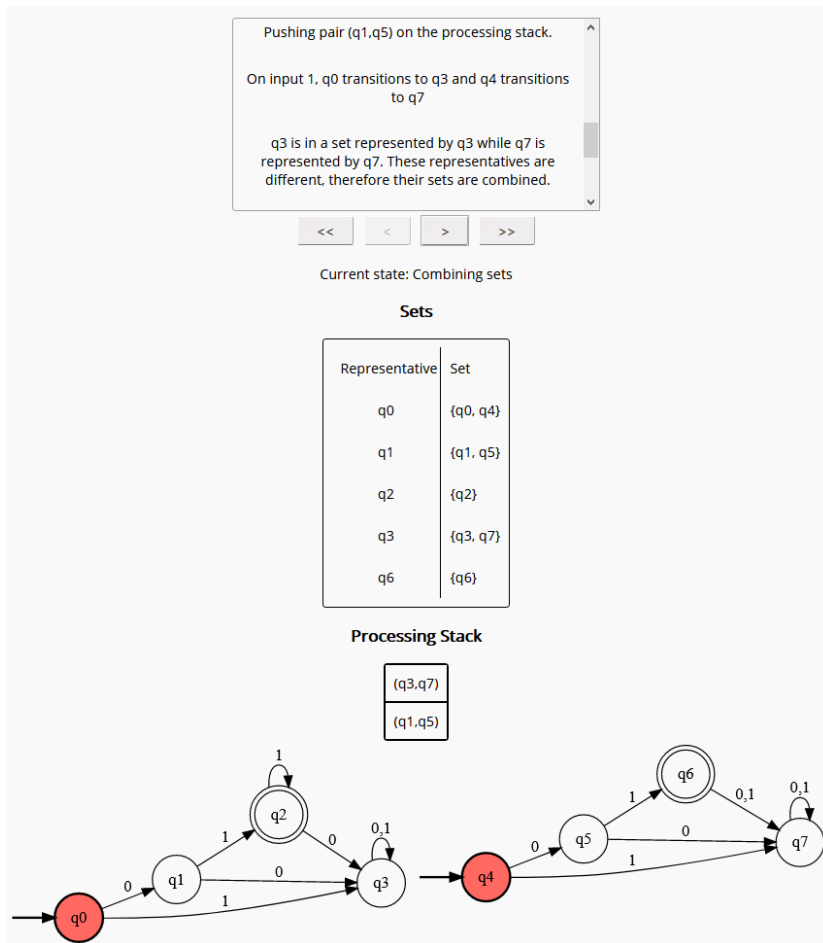 Pushing pair (q1,q5) on the processing stack.
On input 1, q0 transitions to q3 and q4 transitions
to q7
q3 is in a set represented by q3 while q7 is
represented by q7. These representatives are
different, therefore their sets are combined.
<< < > >>
Current state: Combining sets
Sets
Representative Set
q0 {q0, q4}
q1 {q1, q5}
q2 {q2}
q3 {q3, q7}
q6 {q6}
Processing Stack
(q3,q7)
(q1,q5)
1
q2
1
0
0,1
q1
0
q3
0
1
q0
q6
1
0,1
0,1
q5
0
q7
0
1
q4